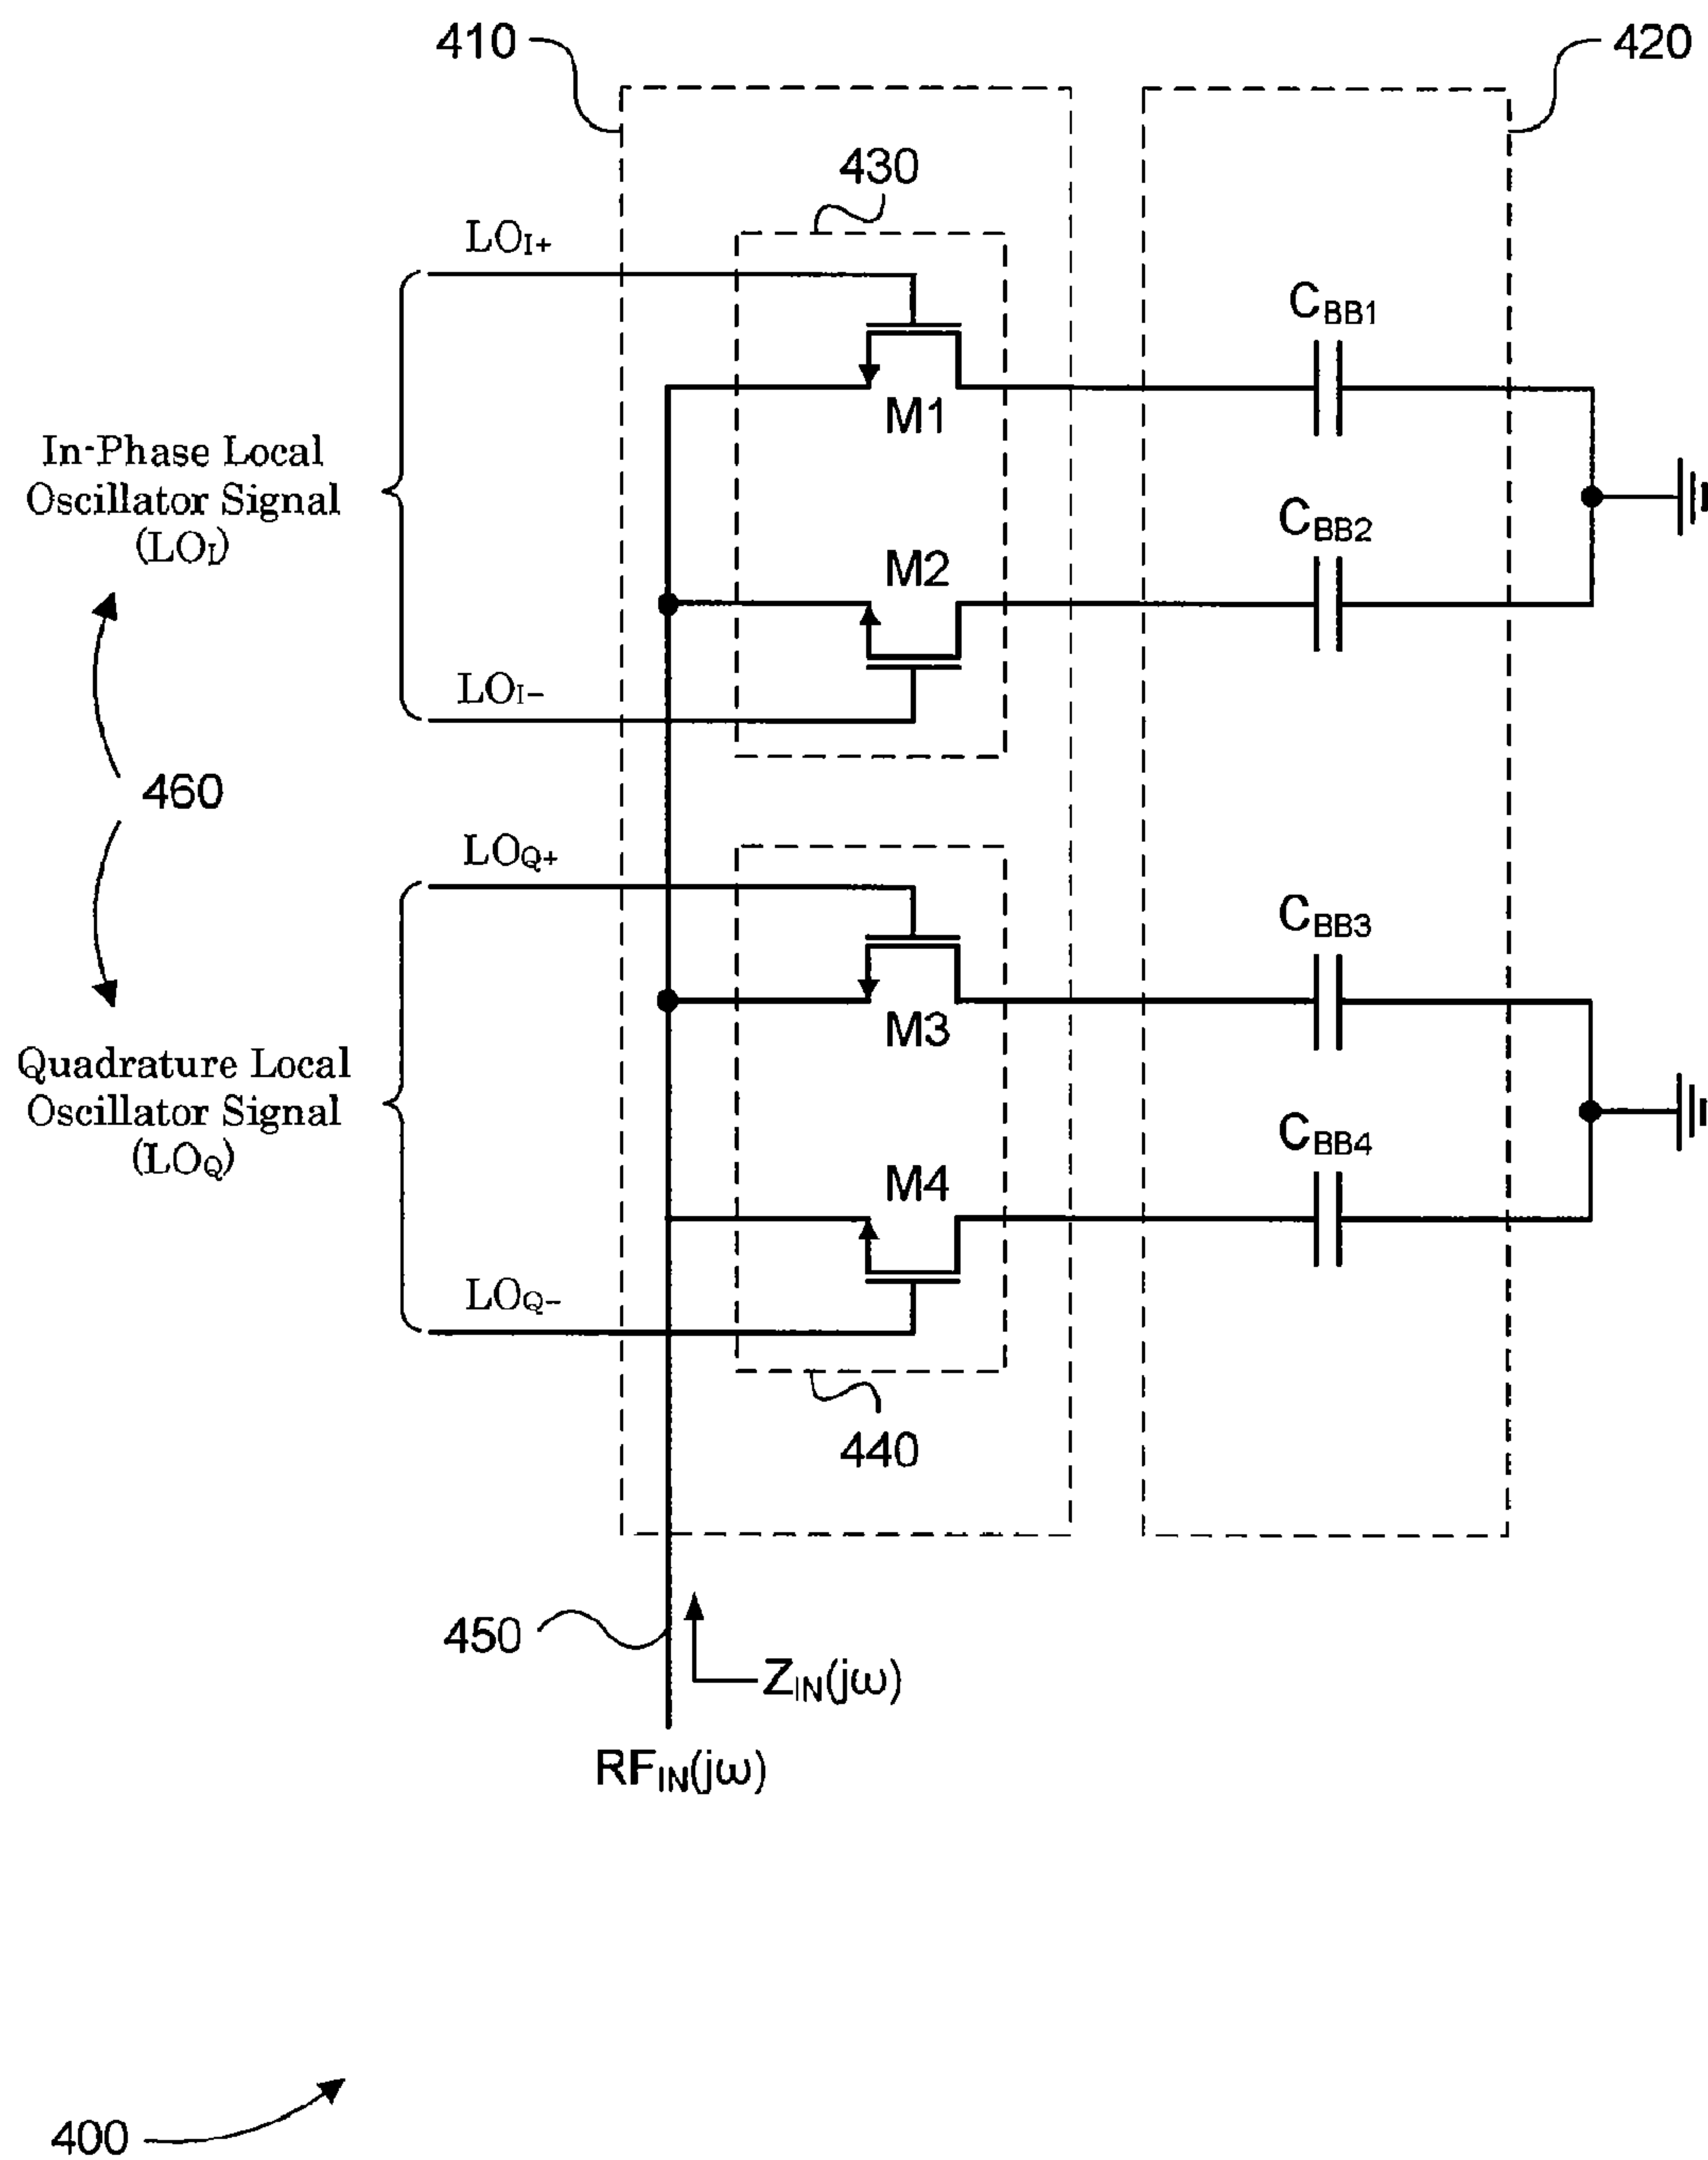 410
420
430
LOI+
CBB1
M1
In-Phase Local
Oscillator Signal
(LOI)
CBB2
M2
LOI−
460
LOQ+
CBB3
M3
Quadrature Local
Oscillator Signal
(LOQ)
CBB4
M4
LOQ−
440
450
ZIN(jω)
RFIN(jω)
400